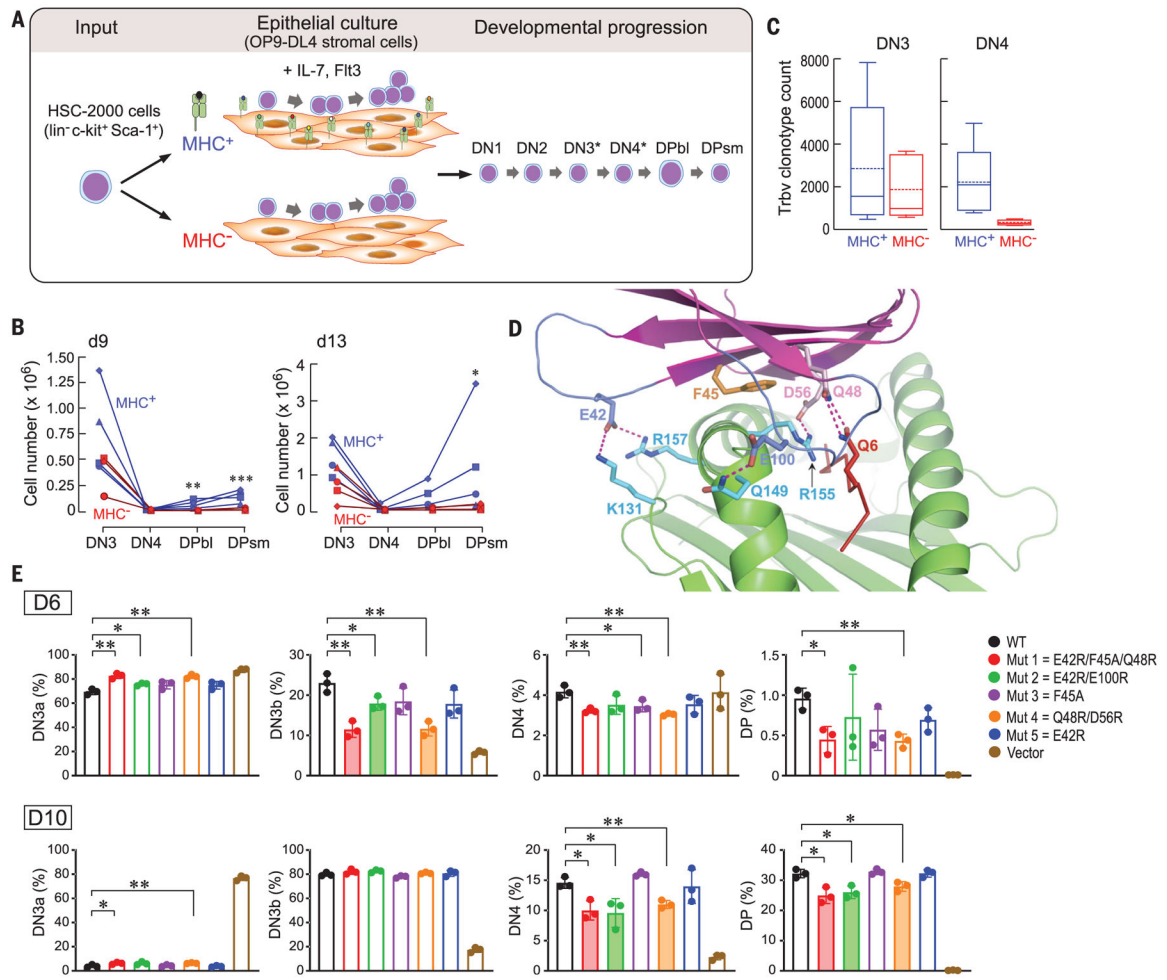 A
Input
Epithelial culture
(OP9-DL4 stromal cells)
Developmental progression
+ IL-7, Flt3
HSC-2000 cells
(lin⁻ c-kit⁺ Sca-1⁺)
MHC⁺
MHC⁻
DN1 DN2 DN3* DN4* DPbl DPsm
C
DN3
DN4
Trbv clonotype count
8000
6000
4000
2000
0
MHC⁺ MHC⁻
MHC⁺ MHC⁻
B
d9
Cell number (x 10⁶)
1.50
1.25
1.00
0.75
0.50
0.25
0
MHC⁺
MHC⁻
**
***
DN3 DN4 DPbl DPsm
d13
Cell number (x 10⁶)
4
3
2
1
0
MHC⁺
MHC⁻
*
DN3 DN4 DPbl DPsm
D
F45
D56
Q48
E42
R157
E100
Q6
Q149
R155
K131
E
D6
DN3a (%)
100
80
60
40
20
0
**
*
**
DN3b (%)
30
20
10
0
**
*
**
DN4 (%)
6
4
2
0
**
*
**
DP (%)
1.5
1.0
0.5
0
**
*
WT
Mut 1 = E42R/F45A/Q48R
Mut 2 = E42R/E100R
Mut 3 = F45A
Mut 4 = Q48R/D56R
Mut 5 = E42R
Vector
D10
DN3a (%)
100
80
60
40
20
0
**
*
DN3b (%)
100
80
60
40
20
0
DN4 (%)
20
15
10
5
0
**
*
*
DP (%)
40
30
20
10
0
*
*
*